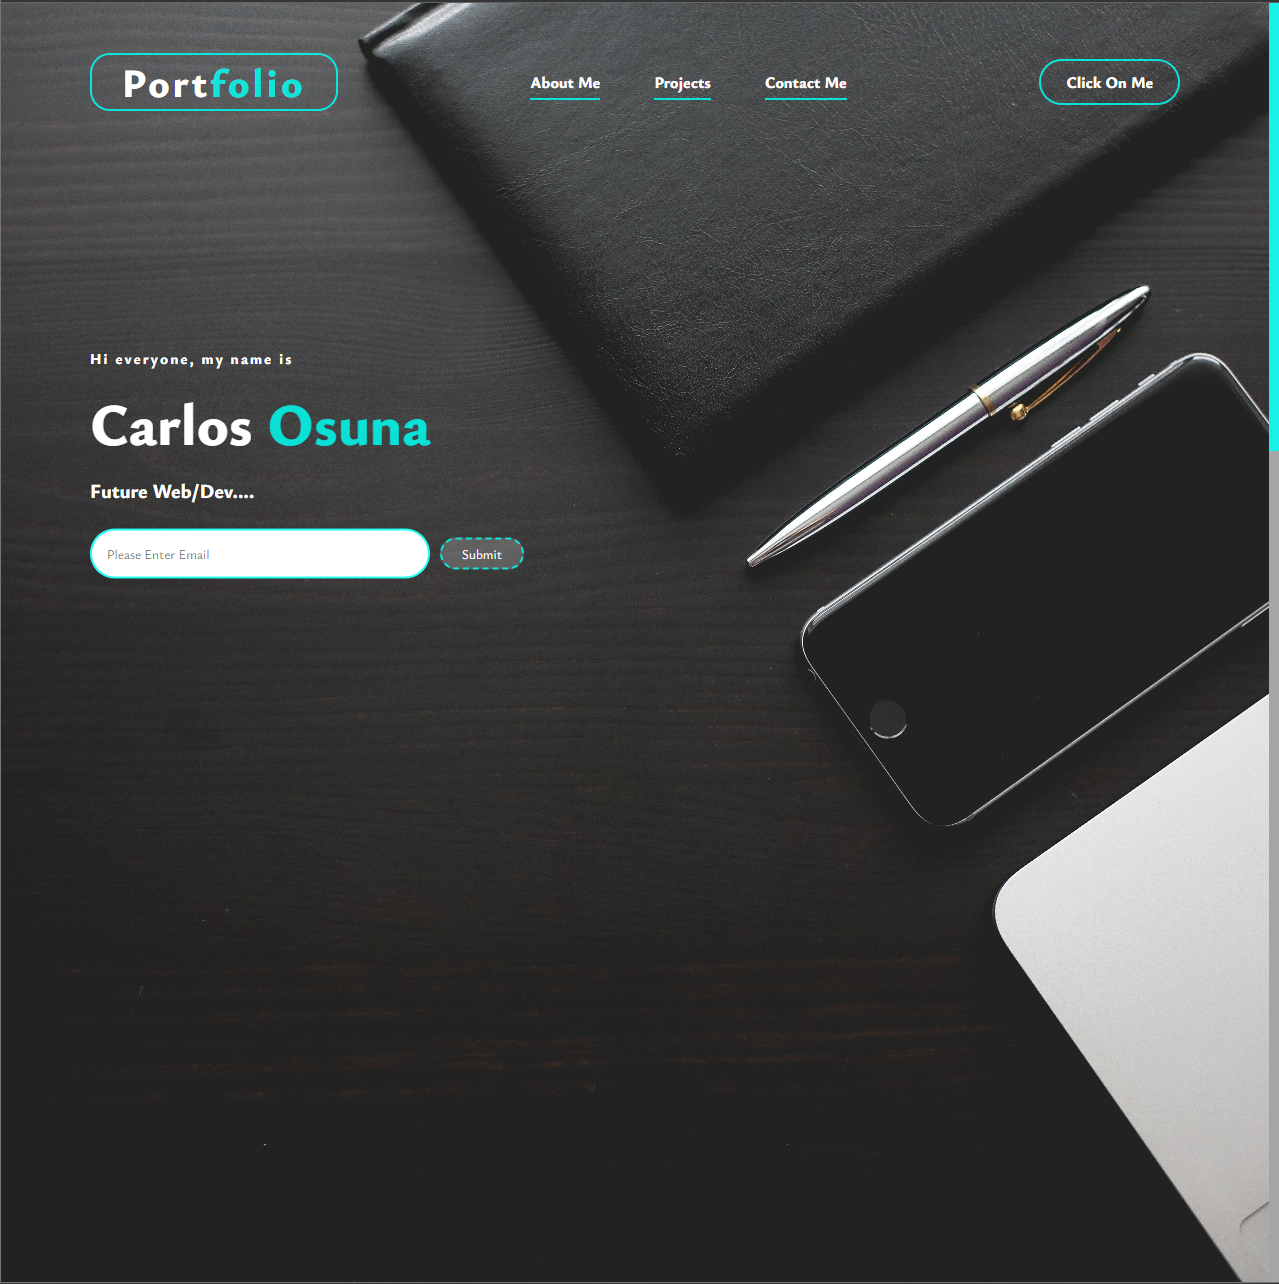 Portfolio
About Me
Projects
Contact Me
Click On Me
Hi everyone, my name is
Carlos Osuna
Future Web/Dev....
Please Enter Email
Submit